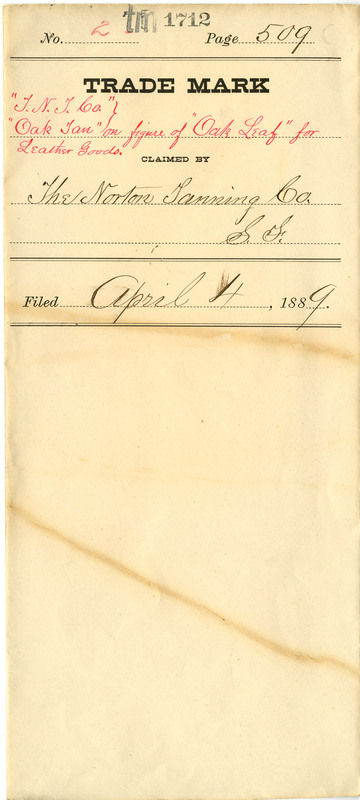 No. 2 tm 1712 Page 509
TRADE MARK
"T. N. T. Co."}
"Oak Tan" on figure of "Oak Leaf" for
Leather Goods.
CLAIMED BY
The Norton Tanning Co.
S. F.
Filed April 4, 1889.